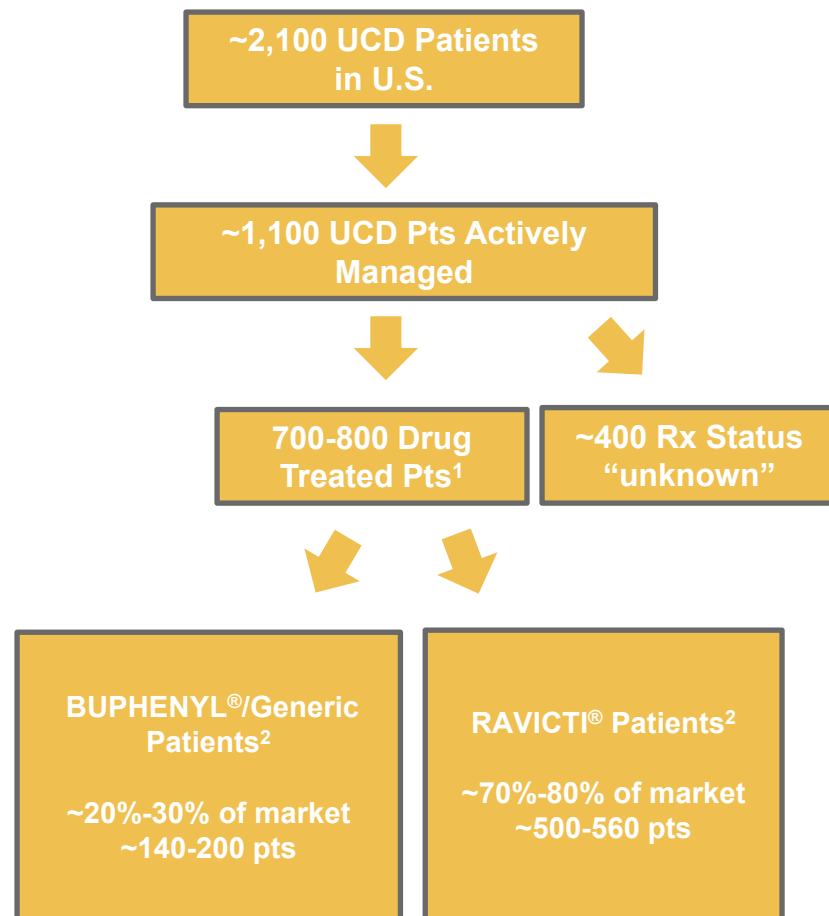 ~2,100 UCD Patients
in U.S.
~1,100 UCD Pts Actively
Managed
700-800 Drug
Treated Pts¹
~400 Rx Status
“unknown”
BUPHENYL®/Generic
Patients²
~20%-30% of market
~140-200 pts
RAVICTI® Patients²
~70%-80% of market
~500-560 pts